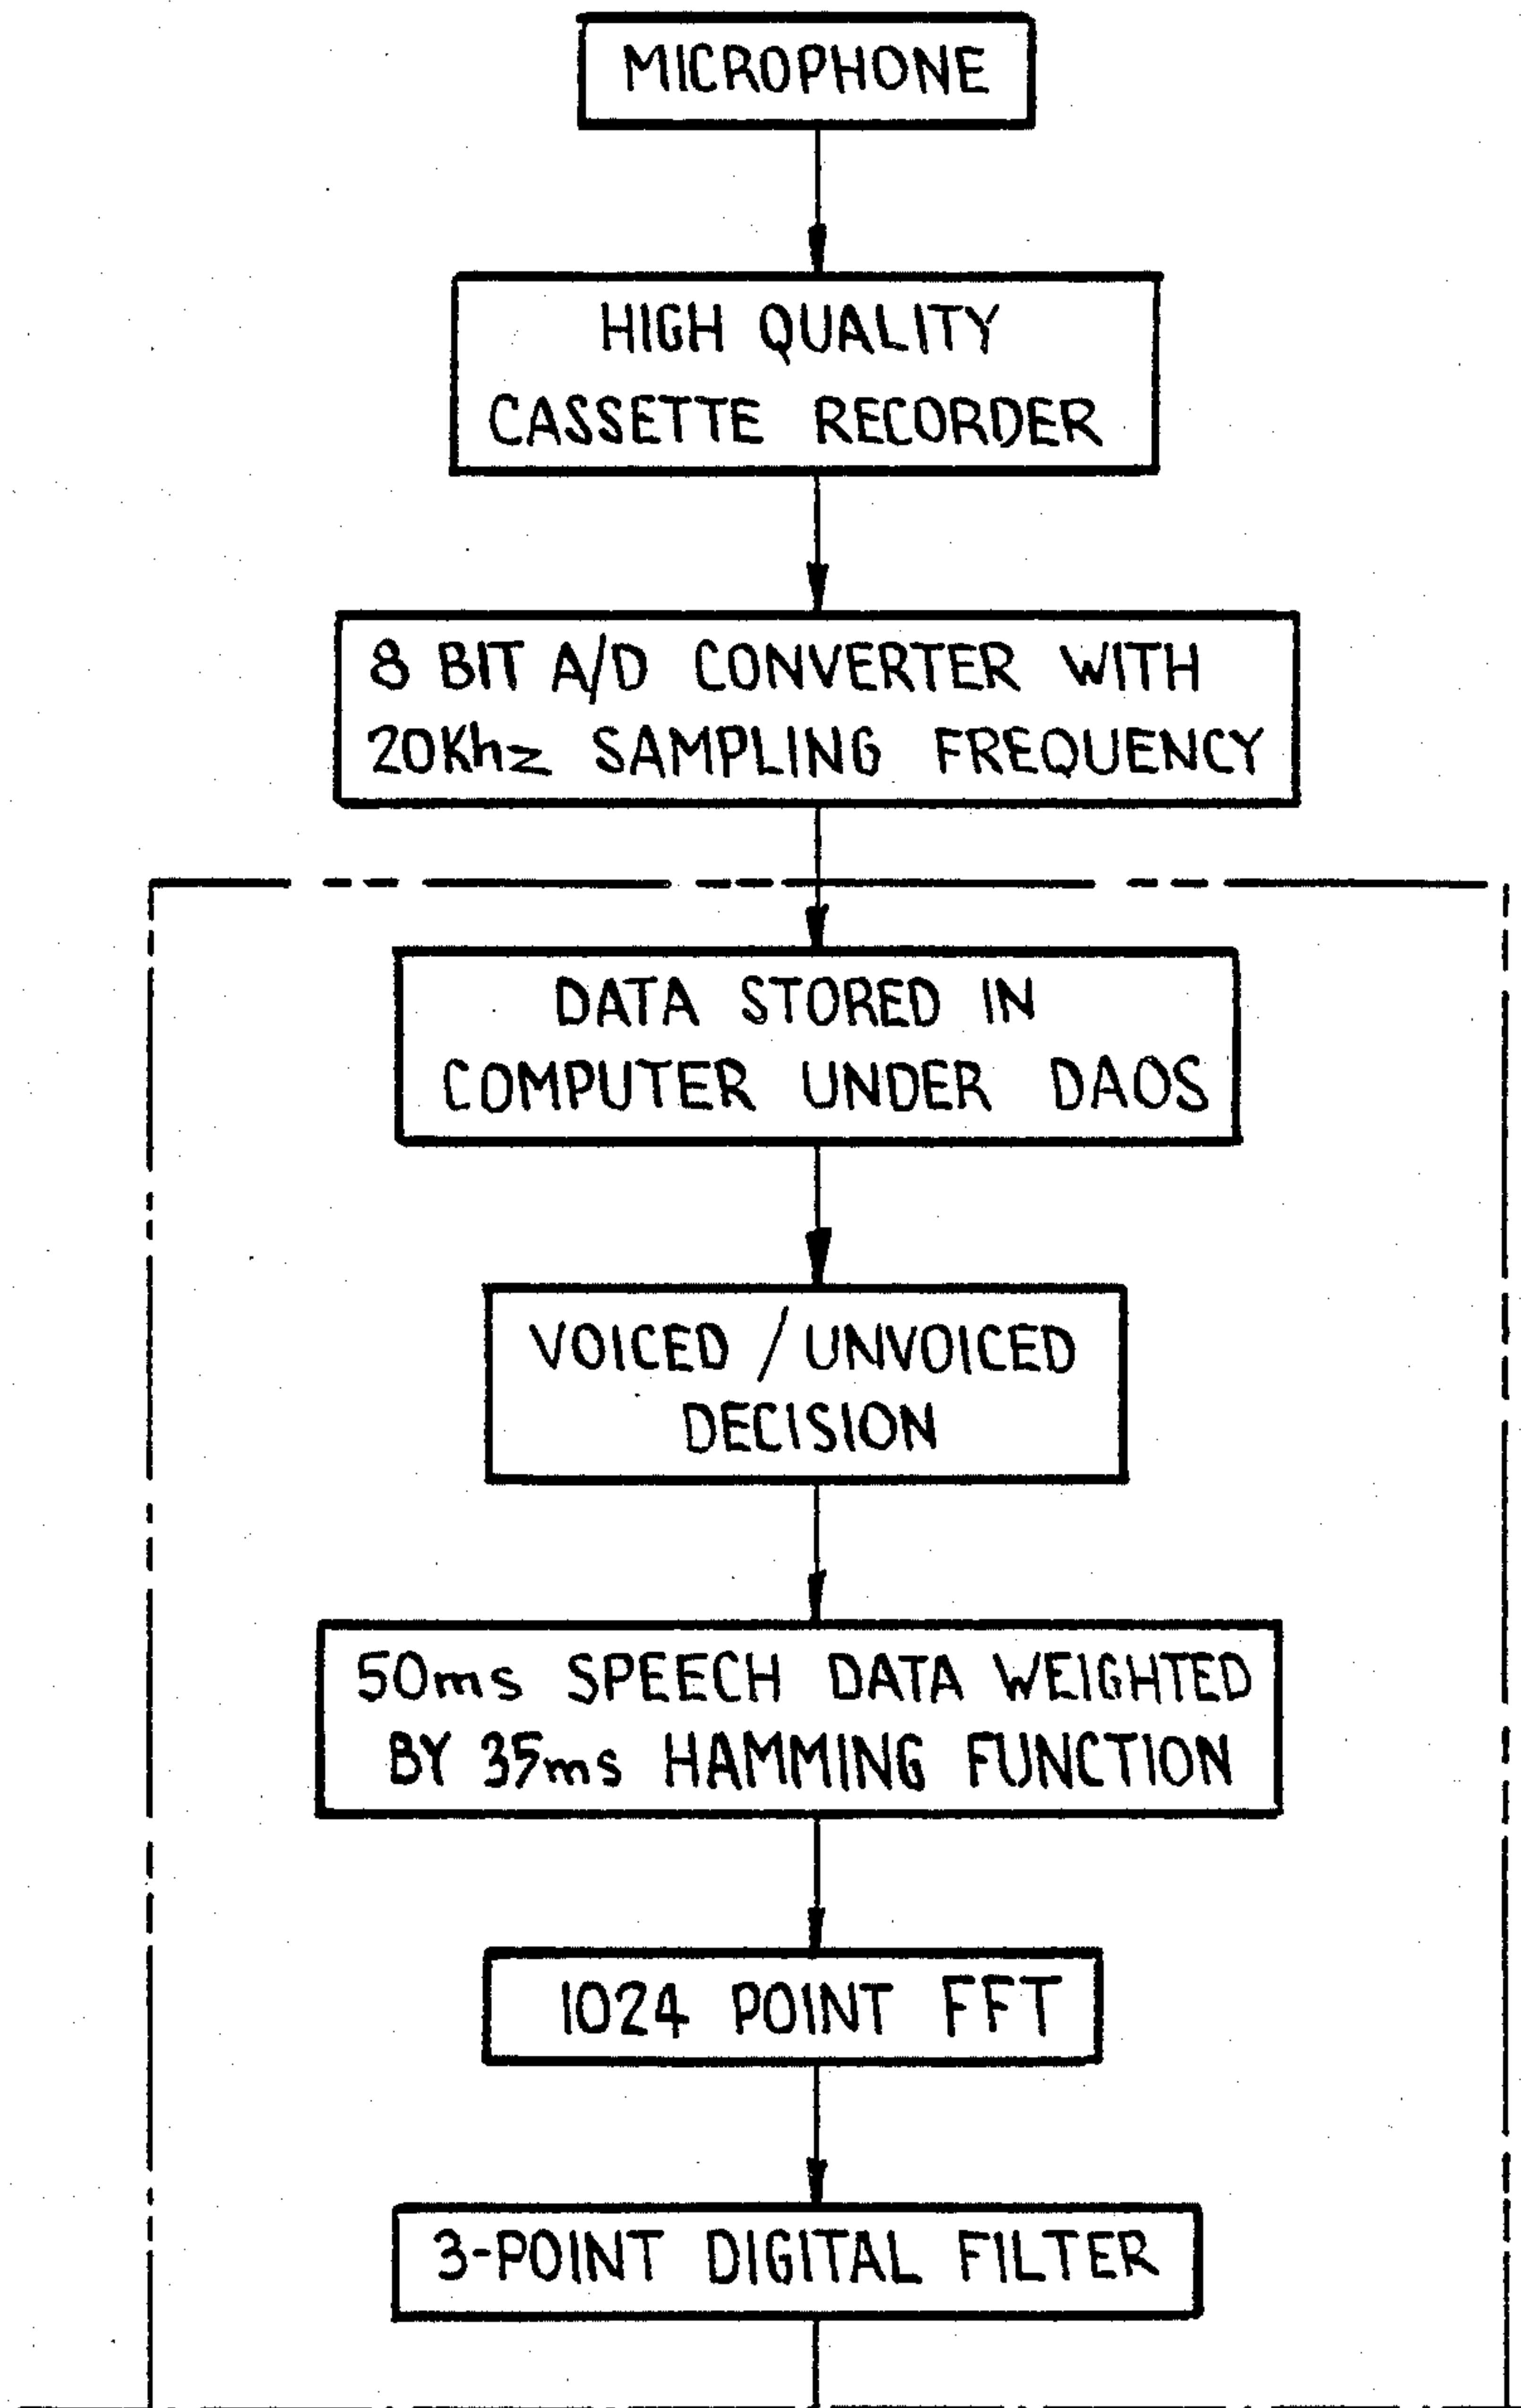 MICROPHONE
HIGH QUALITY
CASSETTE RECORDER
8 BIT A/D CONVERTER WITH
20Khz SAMPLING FREQUENCY
DATA STORED IN
COMPUTER UNDER DAOS
VOICED / UNVOICED
DECISION
50ms SPEECH DATA WEIGHTED
BY 35ms HAMMING FUNCTION
1024 POINT FFT
3-POINT DIGITAL FILTER